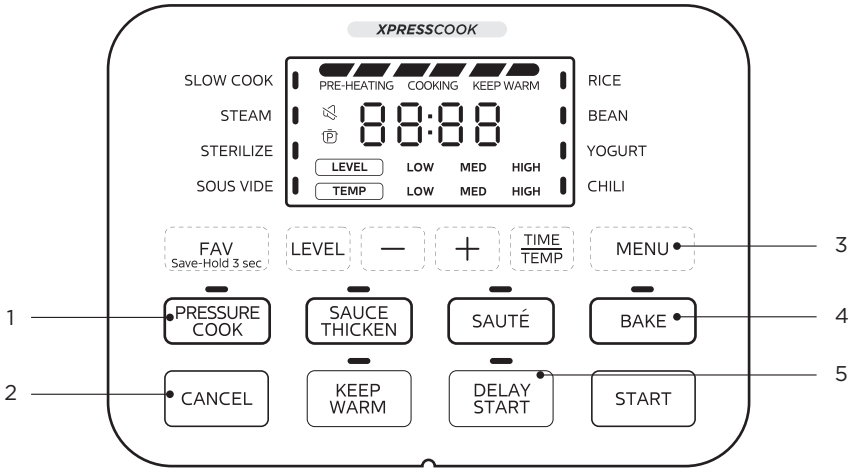 XPRESSCOOK
SLOW COOK
STEAM
STERILIZE
SOUS VIDE
PRE-HEATING COOKING KEEP WARM
P
88:88
LEVEL LOW MED HIGH
TEMP LOW MED HIGH
RICE
BEAN
YOGURT
CHILI
FAV
Save-Hold 3 sec
LEVEL
−
+
TIME
TEMP
MENU
3
1
PRESSURE
COOK
SAUCE
THICKEN
SAUTÉ
BAKE
4
2
CANCEL
KEEP
WARM
DELAY
START
5
START